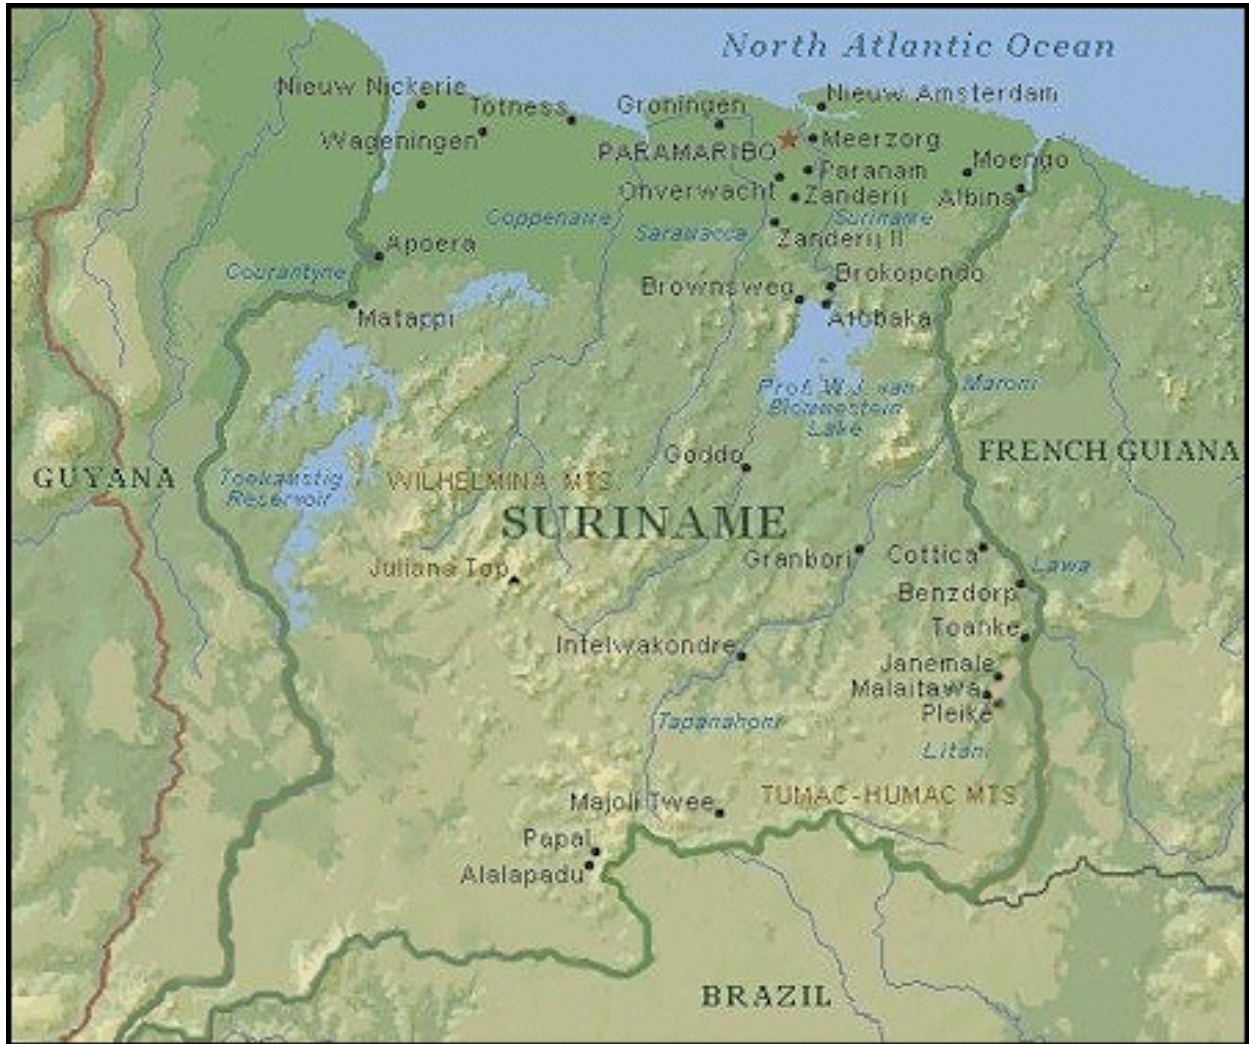 North Atlantic Ocean
Nieuw Nickerie
Totness
Groningen
Nieuw Amsterdam
Wageningen
PARAMARIBO
Meerzorg
Moengo
Paranam
Onverwacht
Zanderij
Albina
Coppename
Suriname
Saramacca
Zanderij II
Apoera
Courantyne
Brokopondo
Brownsweg
Matappi
Afobaka
Prof. W.J. van
Blommestein
Lake
Maroni
Goddo
FRENCH GUIANA
GUYANA
Toekomstig
Reservoir
WILHELMINA MTS.
SURINAME
Granbori
Cottica
Juliana Top
Lawa
Benzdorp
Toanke
Intelwakondre
Janemale
Malaitawa
Pleike
Tapanahoni
Litani
Majoli Twee
TUMAC-HUMAC MTS
Papal
Alalapadu
BRAZIL